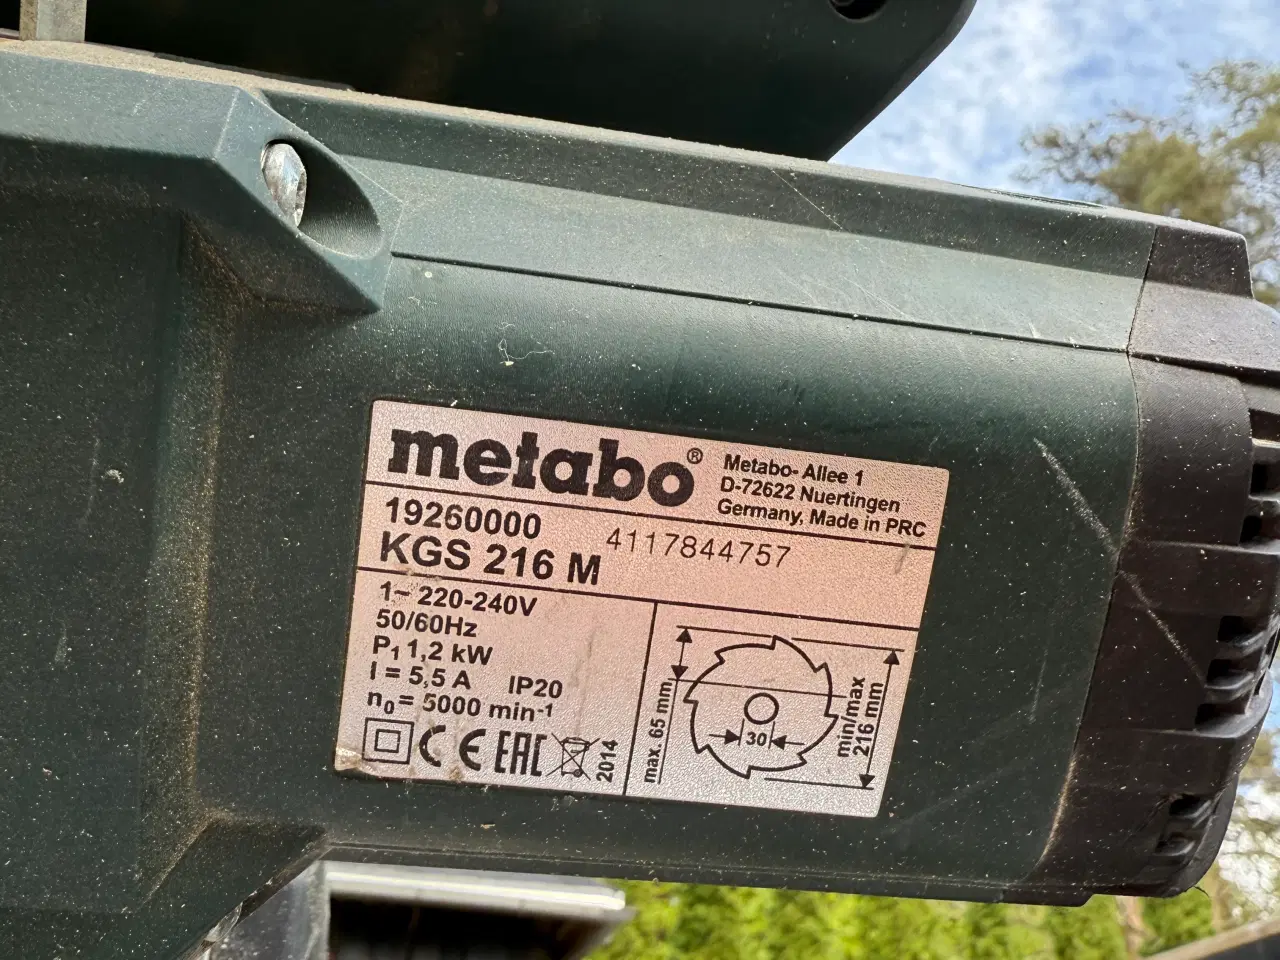 metabo®
Metabo- Allee 1
D-72622 Nuertingen
Germany, Made in PRC
19260000
4117844757
KGS 216 M
1~ 220-240V
50/60Hz
P₁ 1,2 kW
I = 5,5 A IP20
n₀ = 5000 min⁻¹
CE EAC 2014
max. 65 mm
30
min/max
216 mm